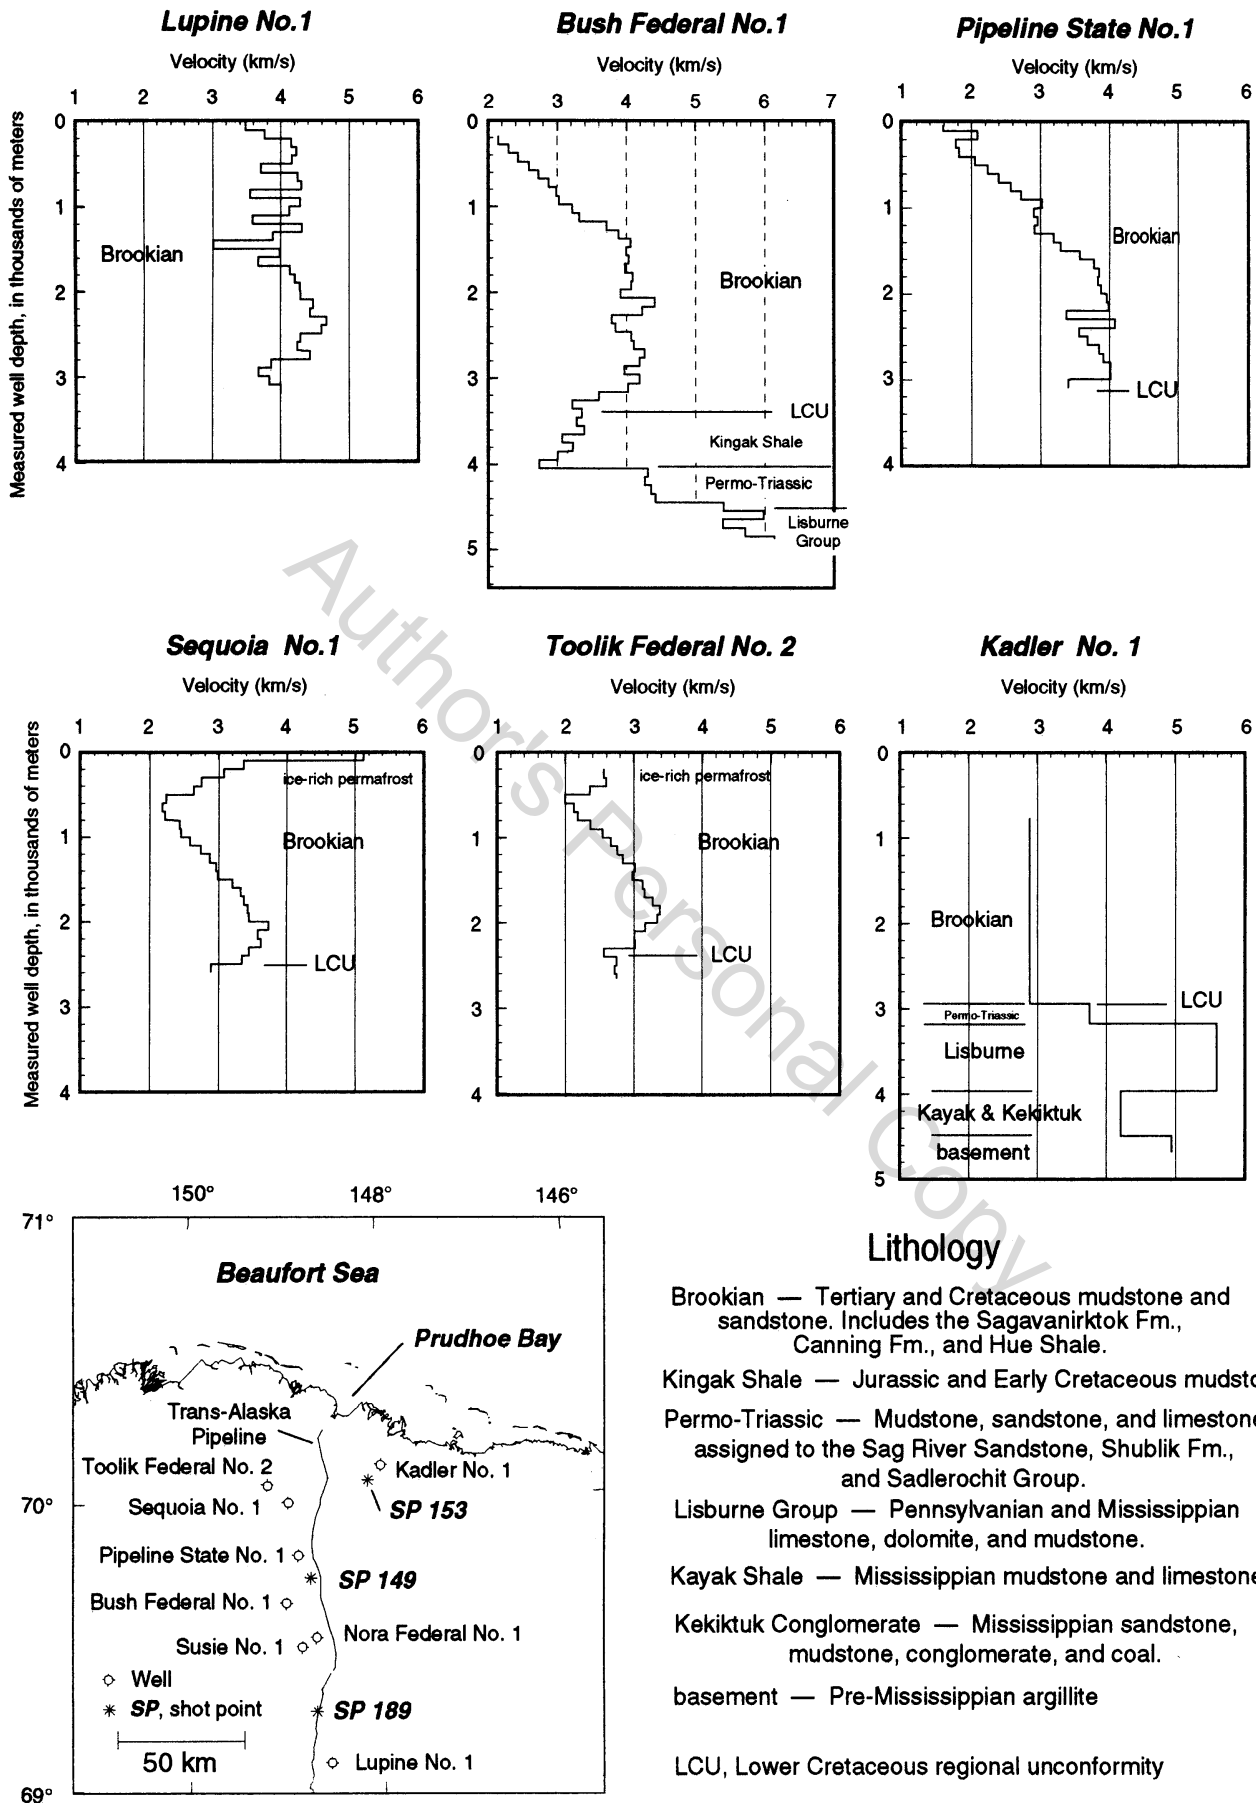 Lupine No.1
Velocity (km/s)
1 2 3 4 5 6
Measured well depth, in thousands of meters
0
1
2
3
4
Brookian
Bush Federal No.1
Velocity (km/s)
2 3 4 5 6 7
0
1
2
3
4
5
Brookian
LCU
Kingak Shale
Permo-Triassic
Lisburne
Group
Pipeline State No.1
Velocity (km/s)
1 2 3 4 5 6
0
1
2
3
4
Brookian
LCU
Sequoia No.1
Velocity (km/s)
1 2 3 4 5 6
Measured well depth, in thousands of meters
0
1
2
3
4
ice-rich permafrost
Brookian
LCU
Toolik Federal No. 2
Velocity (km/s)
1 2 3 4 5 6
0
1
2
3
4
ice-rich permafrost
Brookian
LCU
Kadler No. 1
Velocity (km/s)
1 2 3 4 5 6
0
1
2
3
4
5
Brookian
LCU
Permo-Triassic
Lisburne
Kayak & Kekiktuk
basement
Author's Personal Copy
150° 148° 146°
71°
70°
69°
Beaufort Sea
Prudhoe Bay
Trans-Alaska
Pipeline
Toolik Federal No. 2
Kadler No. 1
Sequoia No. 1
SP 153
Pipeline State No. 1
SP 149
Bush Federal No. 1
Nora Federal No. 1
Susie No. 1
Well
SP, shot point
SP 189
50 km
Lupine No. 1
Lithology
Brookian — Tertiary and Cretaceous mudstone and
sandstone. Includes the Sagavanirktok Fm.,
Canning Fm., and Hue Shale.
Kingak Shale — Jurassic and Early Cretaceous mudsto
Permo-Triassic — Mudstone, sandstone, and limestone
assigned to the Sag River Sandstone, Shublik Fm.,
and Sadlerochit Group.
Lisburne Group — Pennsylvanian and Mississippian
limestone, dolomite, and mudstone.
Kayak Shale — Mississippian mudstone and limestone
Kekiktuk Conglomerate — Mississippian sandstone,
mudstone, conglomerate, and coal.
basement — Pre-Mississippian argillite
LCU, Lower Cretaceous regional unconformity